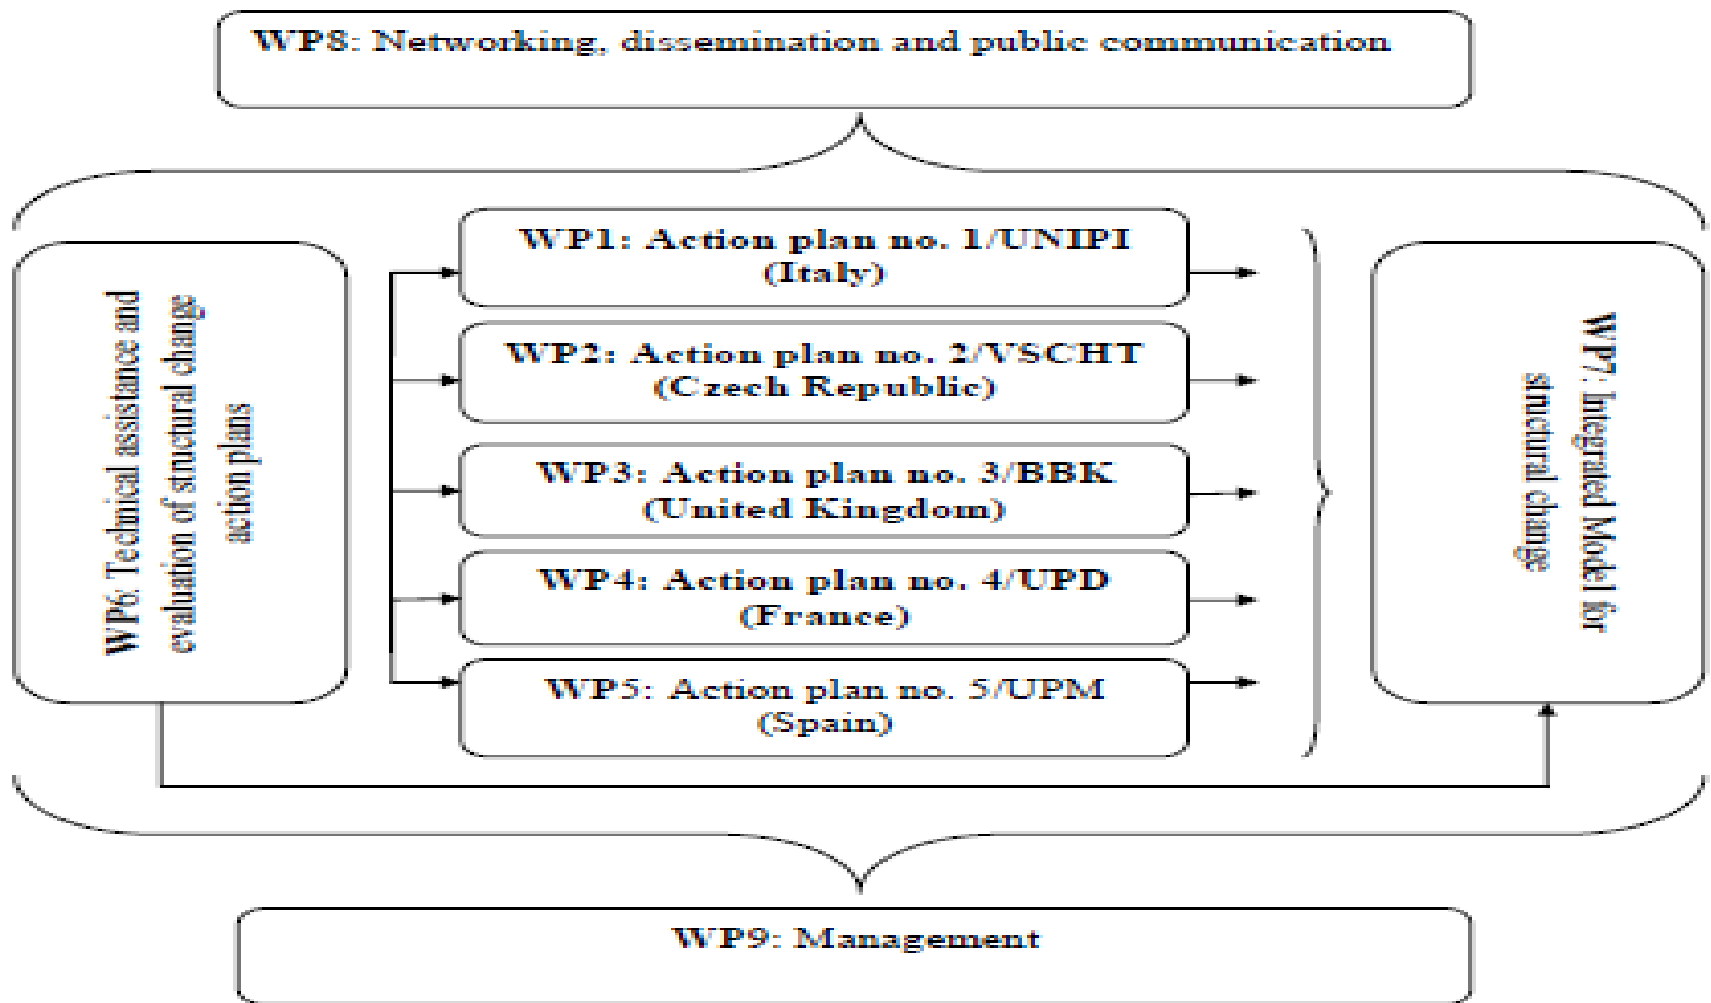 WP8: Networking, dissemination and public communication
WP6: Technical assistance and
evaluation of structural change
action plans
WP1: Action plan no. 1/UNIPI
(Italy)
WP2: Action plan no. 2/VSCHT
(Czech Republic)
WP3: Action plan no. 3/BBK
(United Kingdom)
WP4: Action plan no. 4/UPD
(France)
WP5: Action plan no. 5/UPM
(Spain)
WP7: Integrated Model for
structural change
WP9: Management